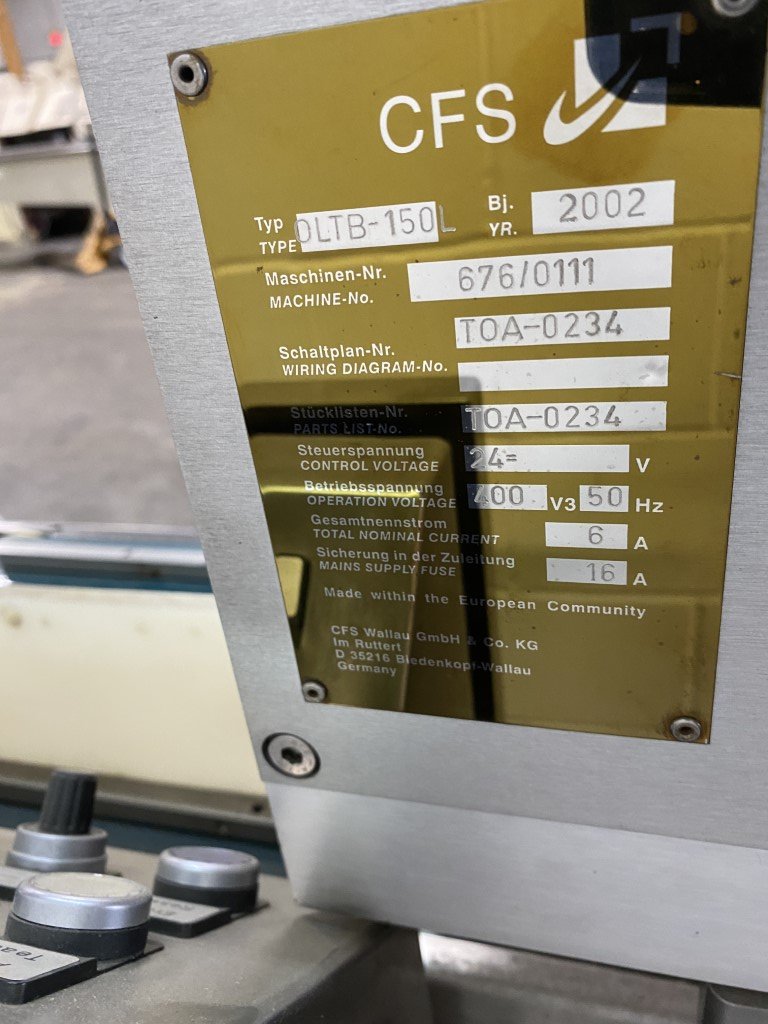 CFS
Typ OLTB-150L Bj. 2002
TYPE YR.
Maschinen-Nr. 676/0111
MACHINE-No.
TOA-0234
Schaltplan-Nr.
WIRING DIAGRAM-No.
Stücklisten-Nr. TOA-0234
PARTS LIST-No.
Steuerspannung 24= V
CONTROL VOLTAGE
Betriebsspannung 400 V3 50 Hz
OPERATION VOLTAGE
Gesamtnennstrom 6 A
TOTAL NOMINAL CURRENT
Sicherung in der Zuleitung 16 A
MAINS SUPPLY FUSE
Made within the European Community
CFS Wallau GmbH & Co. KG
Im Ruttert
D 35216 Biedenkopf-Wallau
Germany